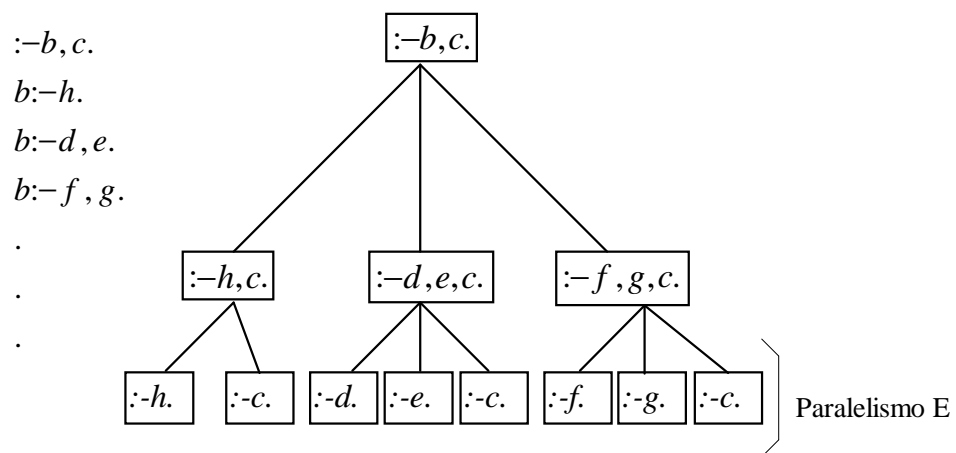 :−b,c.
b:−h.
b:−d,e.
b:−f,g.
.
.
.
:−b,c.
:−h,c. :−d,e,c. :−f,g,c.
:-h. :-c. :-d. :-e. :-c. :-f. :-g. :-c.
Paralelismo E